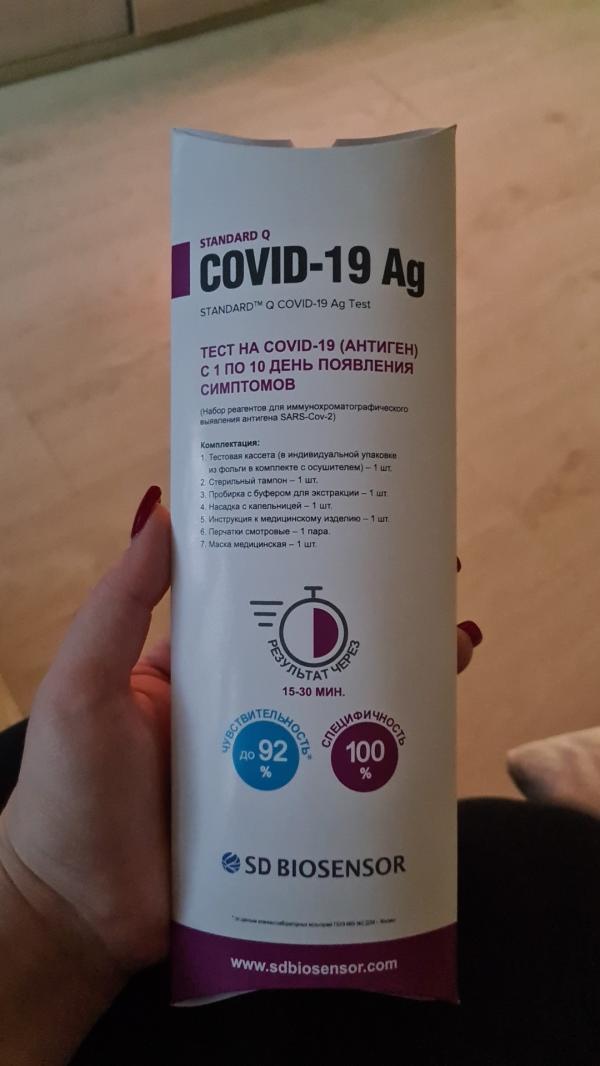 STANDARD Q
COVID-19 Ag
STANDARD™ Q COVID-19 Ag Test
ТЕСТ НА COVID-19 (АНТИГЕН)
С 1 ПО 10 ДЕНЬ ПОЯВЛЕНИЯ
СИМПТОМОВ
(Набор реагентов для иммунохроматографического
выявления антигена SARS-Cov-2)
Комплектация:
1. Тестовая кассета (в индивидуальной упаковке
из фольги в комплекте с осушителем) – 1 шт.
2. Стерильный тампон – 1 шт.
3. Пробирка с буфером для экстракции – 1 шт.
4. Насадка с капельницей – 1 шт.
5. Инструкция к медицинскому изделию – 1 шт.
6. Перчатки смотровые – 1 пара.
7. Маска медицинская – 1 шт.
РЕЗУЛЬТАТ ЧЕРЕЗ
15-30 МИН.
ЧУВСТВИТЕЛЬНОСТЬ*
ДО 92
%
СПЕЦИФИЧНОСТЬ
100
%
SD BIOSENSOR
www.sdbiosensor.com